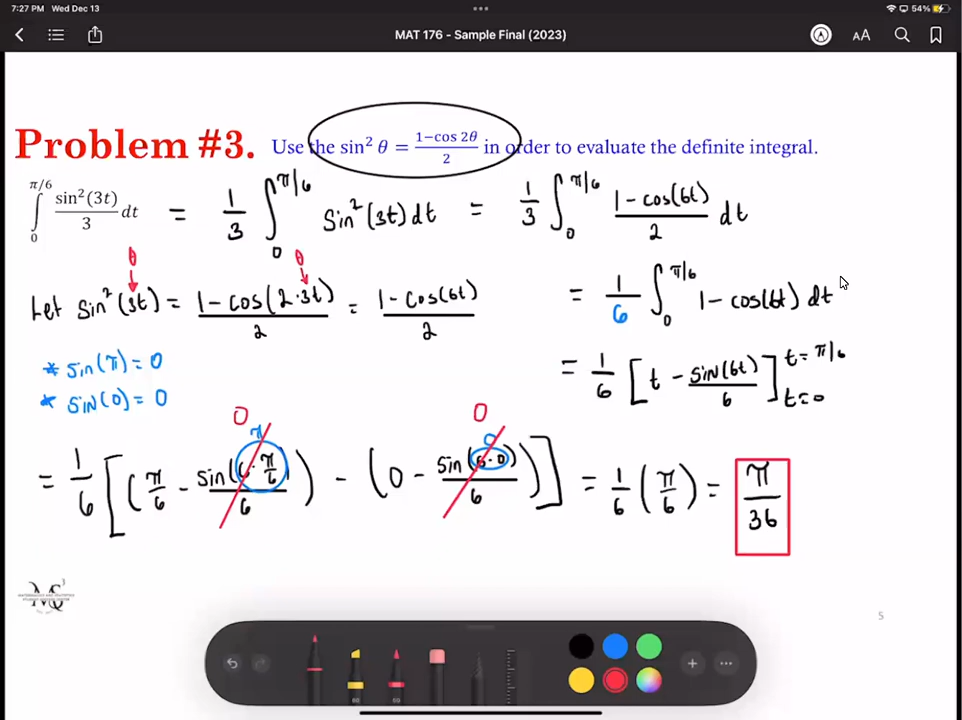 7:27 PM Wed Dec 13
54%
MAT 176 - Sample Final (2023)
AA
Problem #3. Use the sin² θ = (1−cos 2θ)/2 in order to evaluate the definite integral.
∫₀^{π/6} sin²(3t)/3 dt = 1/3 ∫₀^{π/6} Sin²(3t) dt = 1/3 ∫₀^{π/6} (1 - cos(6t))/2 dt
θ θ
Let Sin²(3t) = (1 - cos(2·3t))/2 = (1 - cos(6t))/2
= 1/6 ∫₀^{π/6} 1 - cos(6t) dt
* Sin(π) = 0
* SIN(0) = 0
= 1/6 [t - SIN(6t)/6] t = π/6 t = 0
0 π 0 0
= 1/6 [(π/6 - sin(6·π/6)/6) - (0 - sin(6·0)/6)] = 1/6 (π/6) = π/36
5